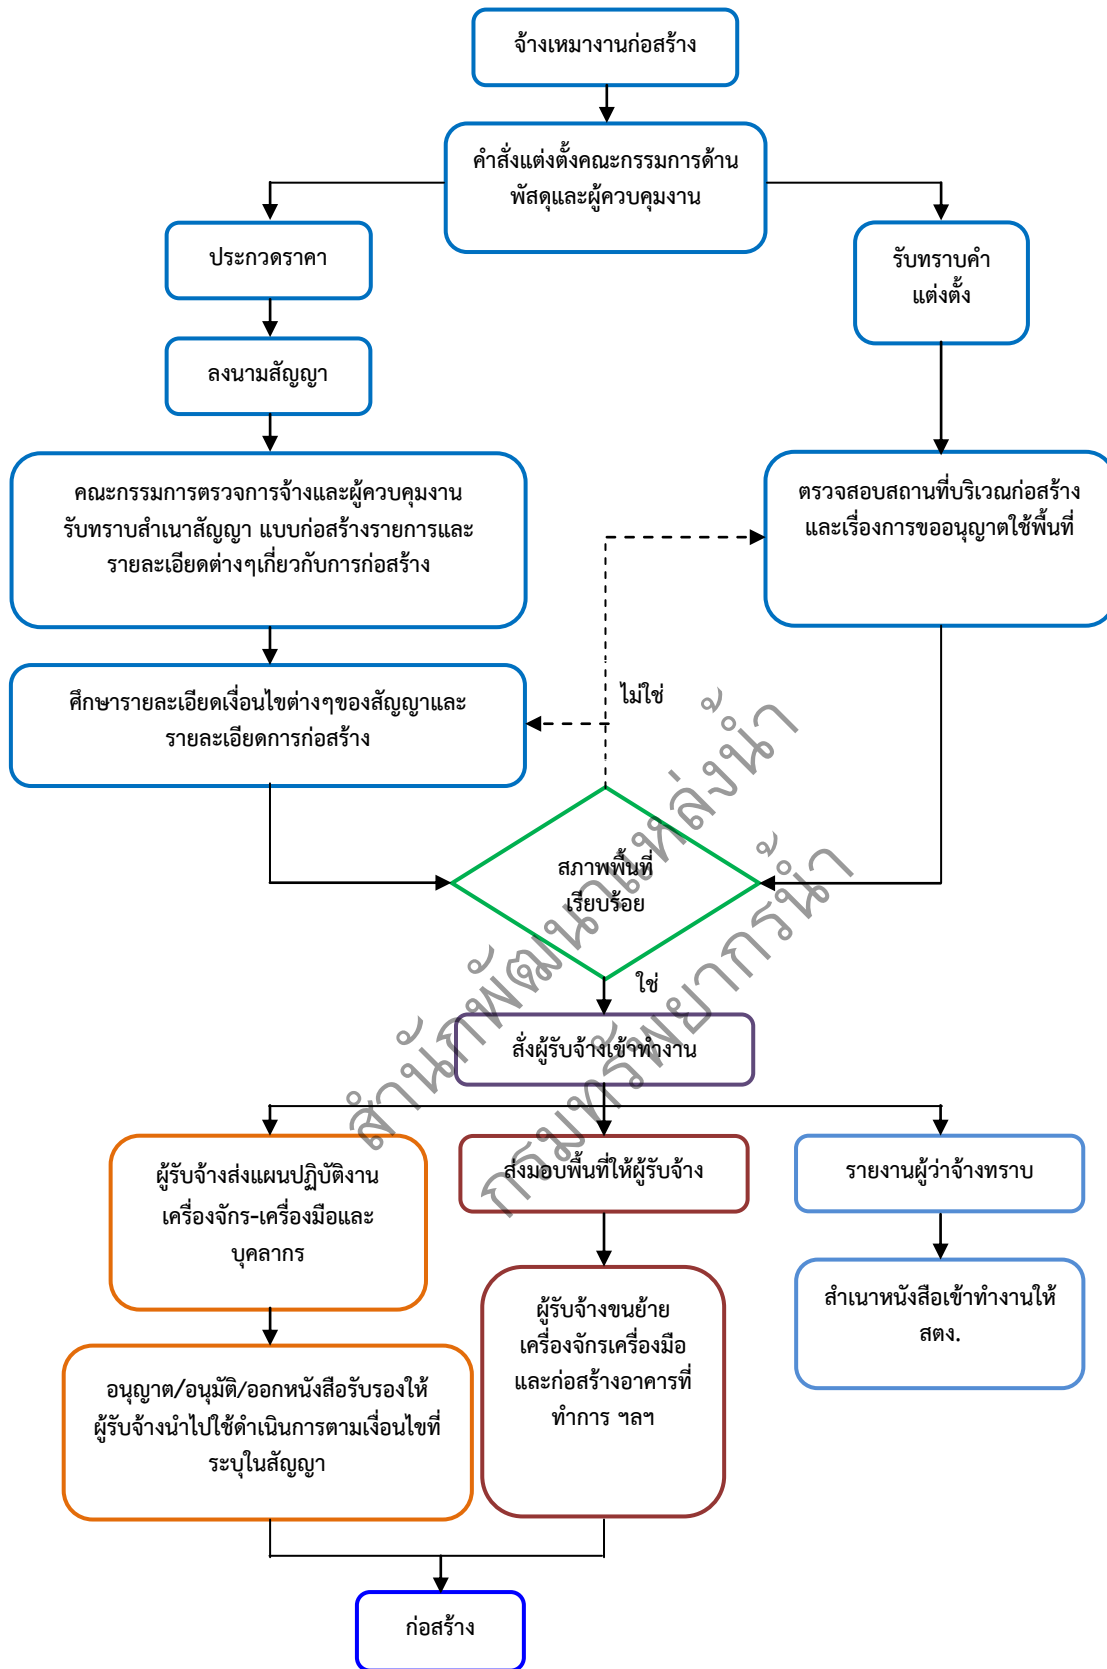 จ้างเหมางานก่อสร้าง
คำสั่งแต่งตั้งคณะกรรมการด้าน
พัสดุและผู้ควบคุมงาน
ประกวดราคา
รับทราบคำ
แต่งตั้ง
ลงนามสัญญา
คณะกรรมการตรวจการจ้างและผู้ควบคุมงาน
รับทราบสำเนาสัญญา แบบก่อสร้างรายการและ
รายละเอียดต่างๆเกี่ยวกับการก่อสร้าง
ตรวจสอบสถานที่บริเวณก่อสร้าง
และเรื่องการขออนุญาตใช้พื้นที่
ศึกษารายละเอียดเงื่อนไขต่างๆของสัญญาและ
รายละเอียดการก่อสร้าง
ไม่ใช่
สภาพพื้นที่
เรียบร้อย
ใช่
สั่งผู้รับจ้างเข้าทำงาน
ผู้รับจ้างส่งแผนปฏิบัติงาน
เครื่องจักร-เครื่องมือและ
บุคลากร
ส่งมอบพื้นที่ให้ผู้รับจ้าง
รายงานผู้ว่าจ้างทราบ
ผู้รับจ้างขนย้าย
เครื่องจักรเครื่องมือ
และก่อสร้างอาคารที่
ทำการ ฯลฯ
สำเนาหนังสือเข้าทำงานให้
สตง.
อนุญาต/อนุมัติ/ออกหนังสือรับรองให้
ผู้รับจ้างนำไปใช้ดำเนินการตามเงื่อนไขที่
ระบุในสัญญา
ก่อสร้าง
สำนักพัฒนาแหล่งน้ำ
กรมทรัพยากรน้ำ